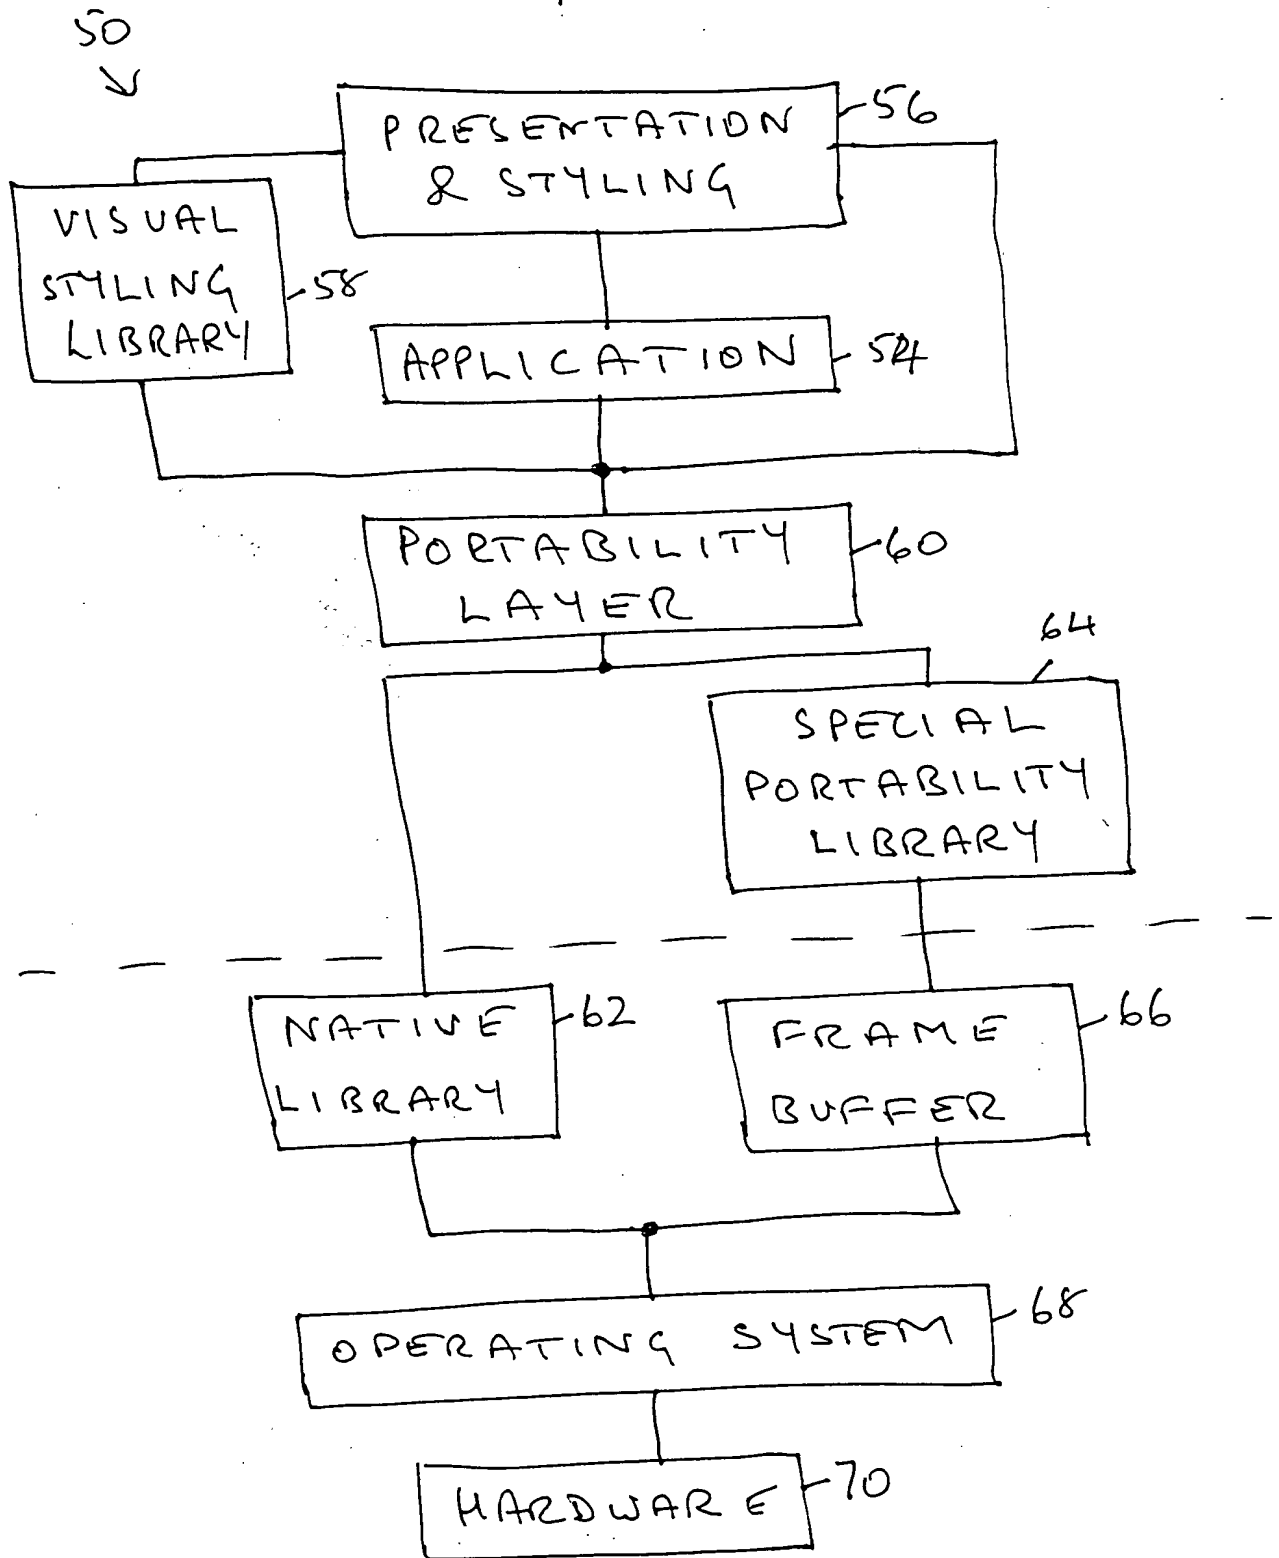 50
PRESENTATION
& STYLING
56
VISUAL
STYLING
LIBRARY
58
APPLICATION
54
PORTABILITY
LAYER
60
64
SPECIAL
PORTABILITY
LIBRARY
NATIVE
LIBRARY
62
FRAME
BUFFER
66
OPERATING SYSTEM
68
HARDWARE
70